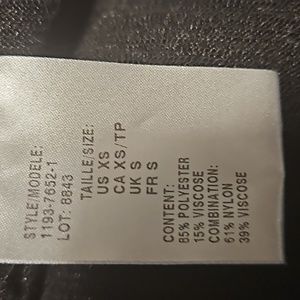 STYLE/MODELE:
1193-7652-1
LOT: 8843
TAILLE/SIZE:
US XS
CA XS/TP
UK S
FR S
CONTENT:
85% POLYESTER
15% VISCOSE
COMBINATION:
61% NYLON
39% VISCOSE